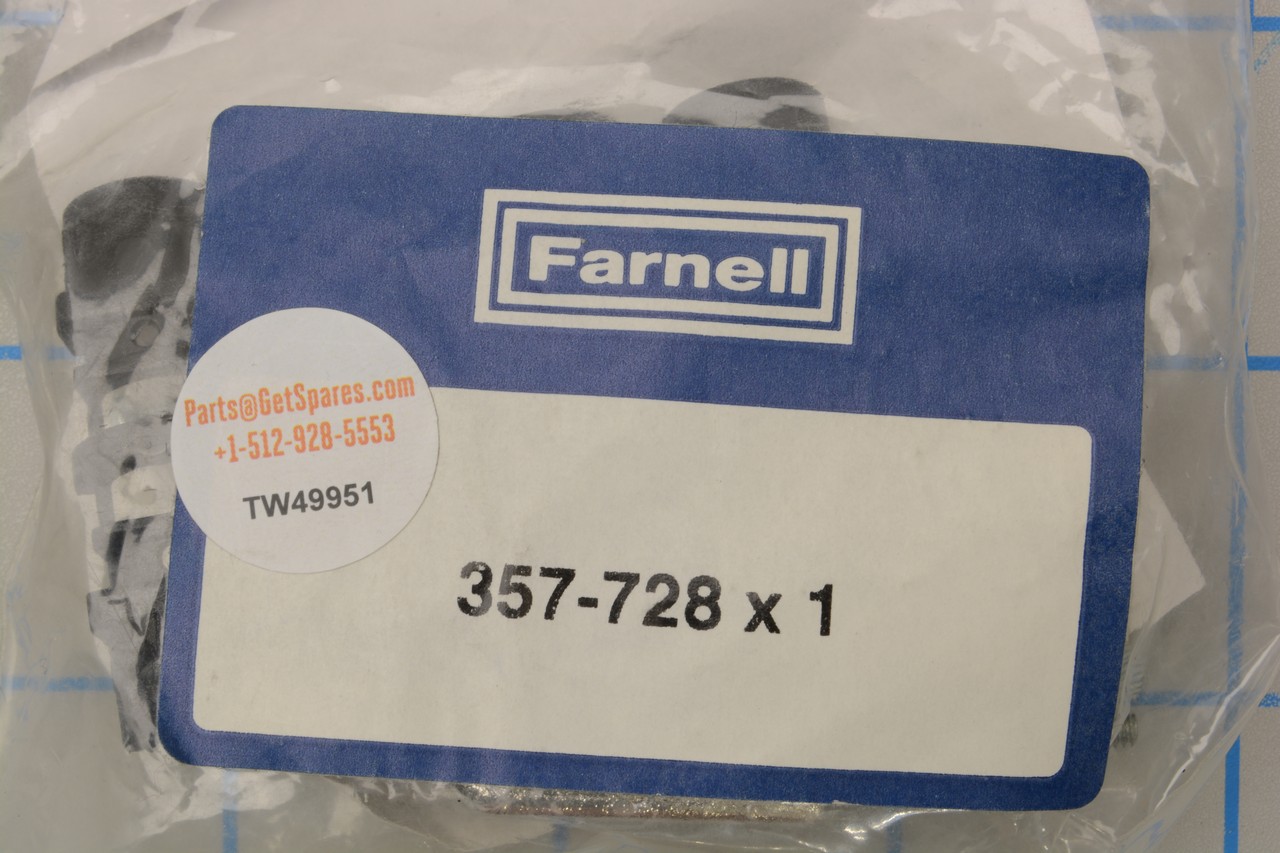 Farnell
Parts@GetSpares.com
+1-512-928-5553
TW49951
357-728 x 1